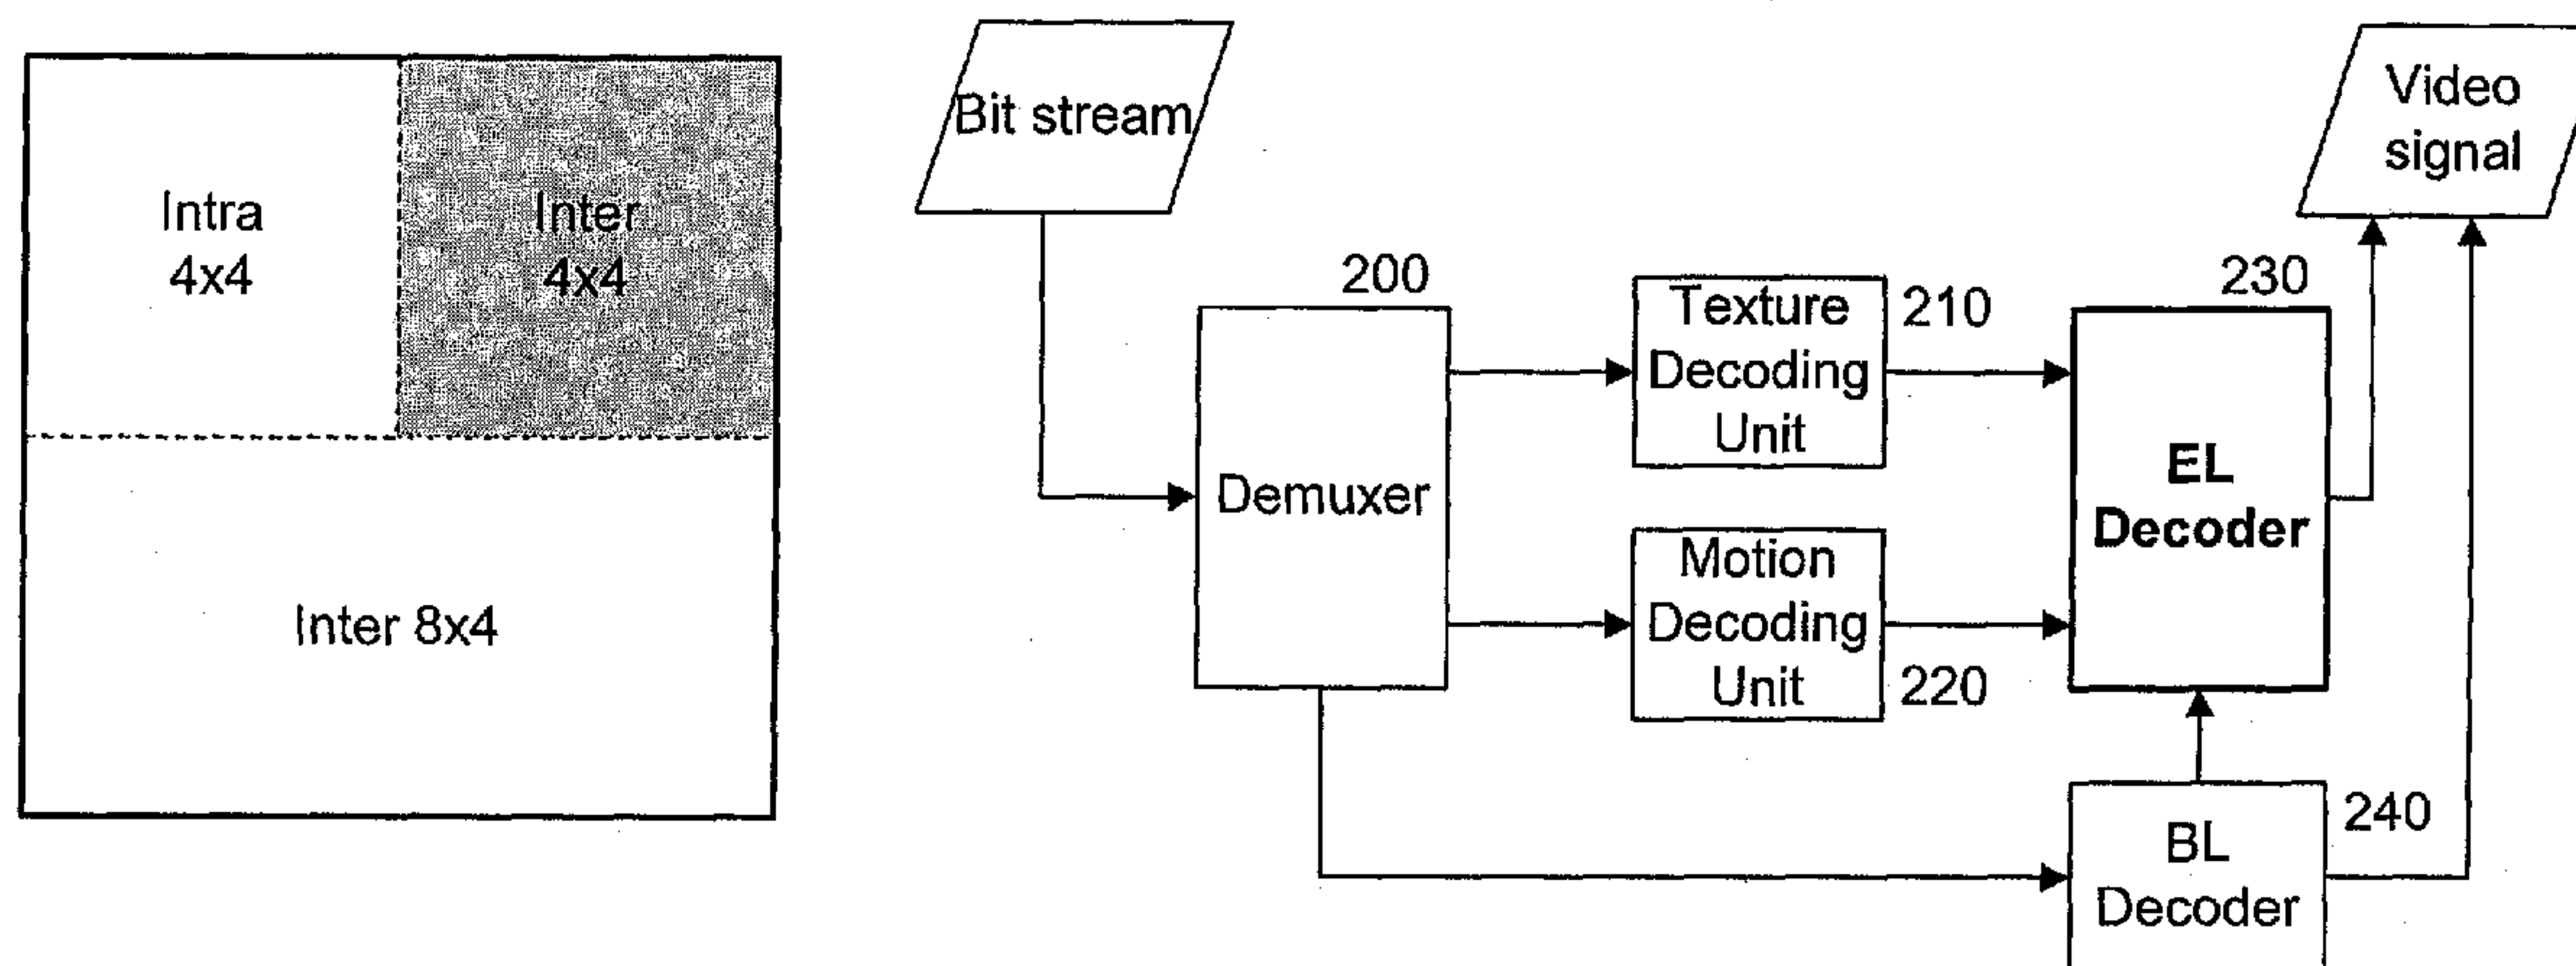 Intra
4x4
Inter
4x4
Inter 8x4
Bit stream
Video
signal
200
Demuxer
Texture
Decoding
Unit
210
Motion
Decoding
Unit
220
230
EL
Decoder
BL
Decoder
240